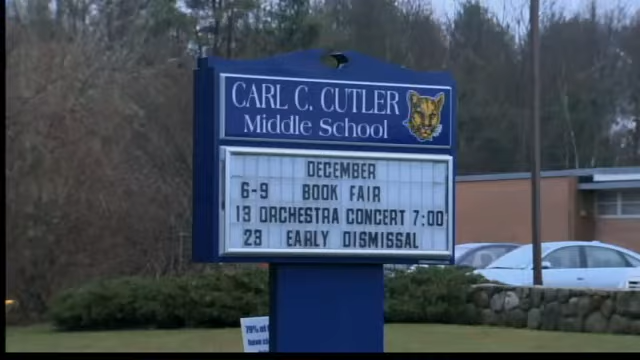 CARL C. CUTLER
Middle School
DECEMBER
6-9 BOOK FAIR
13 ORCHESTRA CONCERT 7:00
23 EARLY DISMISSAL